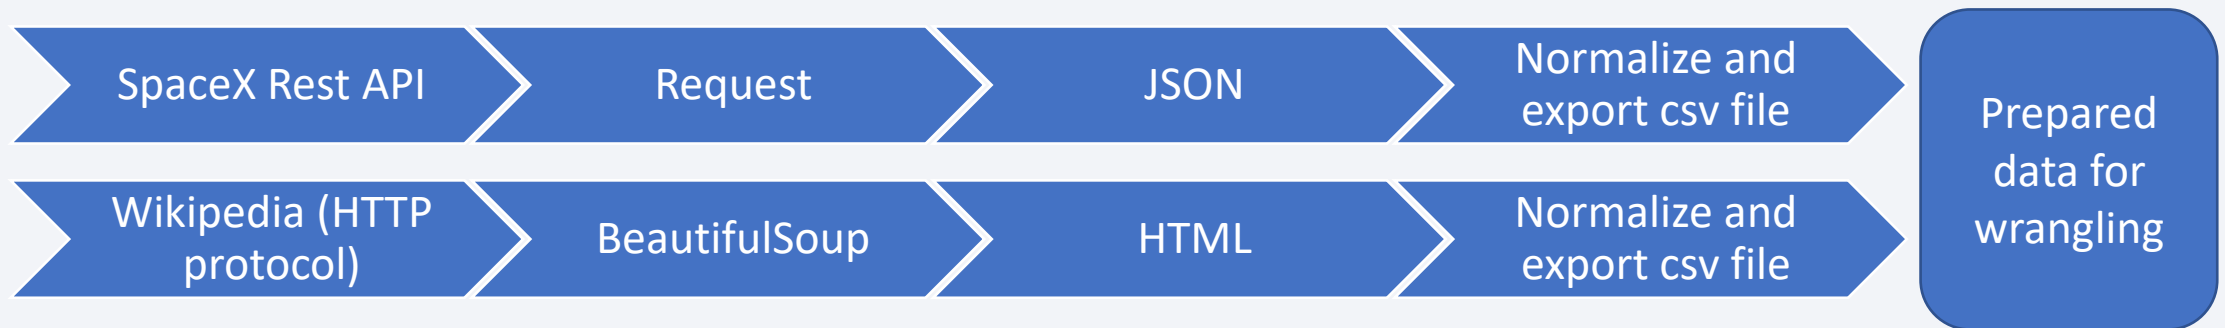 SpaceX Rest API
Request
JSON
Normalize and
export csv file
Wikipedia (HTTP
protocol)
BeautifulSoup
HTML
Normalize and
export csv file
Prepared
data for
wrangling